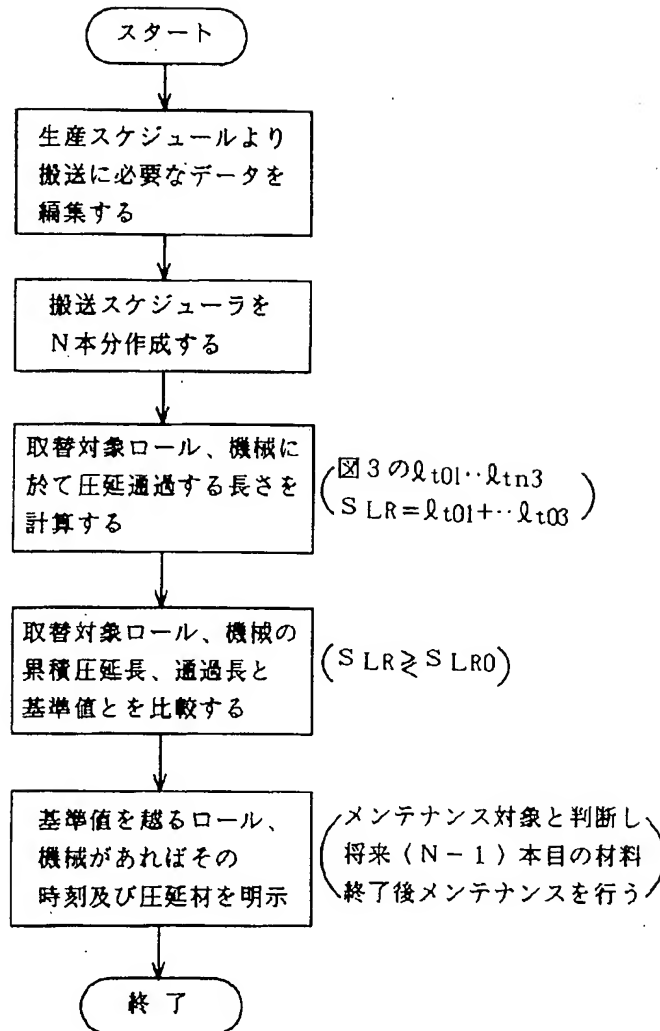 スタート
生産スケジュールより
搬送に必要なデータを
編集する
搬送スケジューラを
N本分作成する
取替対象ロール、機械に
於て圧延通過する長さを
計算する
(図3のℓt01‥ℓtn3
SLR=ℓt01+‥ℓt03)
取替対象ロール、機械の
累積圧延長、通過長と
基準値とを比較する
(SLR≷SLR0)
基準値を越るロール、
機械があればその
時刻及び圧延材を明示
(メンテナンス対象と判断し
将来(N-1)本目の材料
終了後メンテナンスを行う)
終了